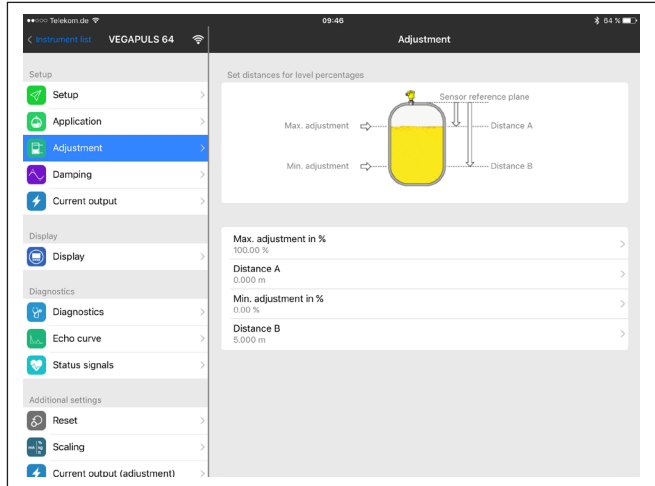 Telekom.de 09:46 64 %
Instrument list VEGAPULS 64 Adjustment
Setup
Setup
Application
Adjustment
Damping
Current output
Display
Display
Diagnostics
Diagnostics
Echo curve
Status signals
Additional settings
Reset
Scaling
Current output (adjustment)
Set distances for level percentages
Sensor reference plane
Max. adjustment
Distance A
Min. adjustment
Distance B
Max. adjustment in %
100.00 %
Distance A
0.000 m
Min. adjustment in %
0.00 %
Distance B
5.000 m